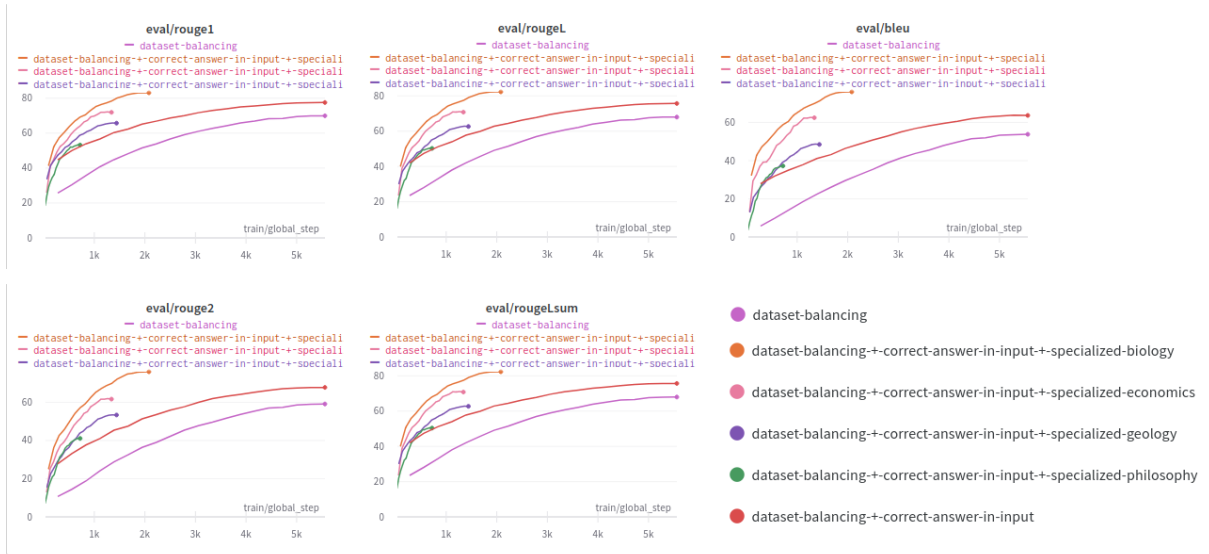 eval/rouge1
dataset-balancing
dataset-balancing-+-correct-answer-in-input-+-speciali
dataset-balancing-+-correct-answer-in-input-+-speciali
dataset-balancing-+-correct-answer-in-input-+-speciali
80
60
40
20
0
train/global_step
1k 2k 3k 4k 5k
eval/rougeL
dataset-balancing
dataset-balancing-+-correct-answer-in-input-+-speciali
dataset-balancing-+-correct-answer-in-input-+-speciali
dataset-balancing-+-correct-answer-in-input-+-speciali
80
60
40
20
0
train/global_step
1k 2k 3k 4k 5k
eval/bleu
dataset-balancing
dataset-balancing-+-correct-answer-in-input-+-speciali
dataset-balancing-+-correct-answer-in-input-+-speciali
dataset-balancing-+-correct-answer-in-input-+-speciali
60
40
20
0
train/global_step
1k 2k 3k 4k 5k
eval/rouge2
dataset-balancing
dataset-balancing-+-correct-answer-in-input-+-speciali
dataset-balancing-+-correct-answer-in-input-+-speciali
dataset-balancing-+-correct-answer-in-input-+-speciali
60
40
20
0
train/global_step
1k 2k 3k 4k 5k
eval/rougeLsum
dataset-balancing
dataset-balancing-+-correct-answer-in-input-+-speciali
dataset-balancing-+-correct-answer-in-input-+-speciali
dataset-balancing-+-correct-answer-in-input-+-speciali
80
60
40
20
0
train/global_step
1k 2k 3k 4k 5k
dataset-balancing
dataset-balancing-+-correct-answer-in-input-+-specialized-biology
dataset-balancing-+-correct-answer-in-input-+-specialized-economics
dataset-balancing-+-correct-answer-in-input-+-specialized-geology
dataset-balancing-+-correct-answer-in-input-+-specialized-philosophy
dataset-balancing-+-correct-answer-in-input